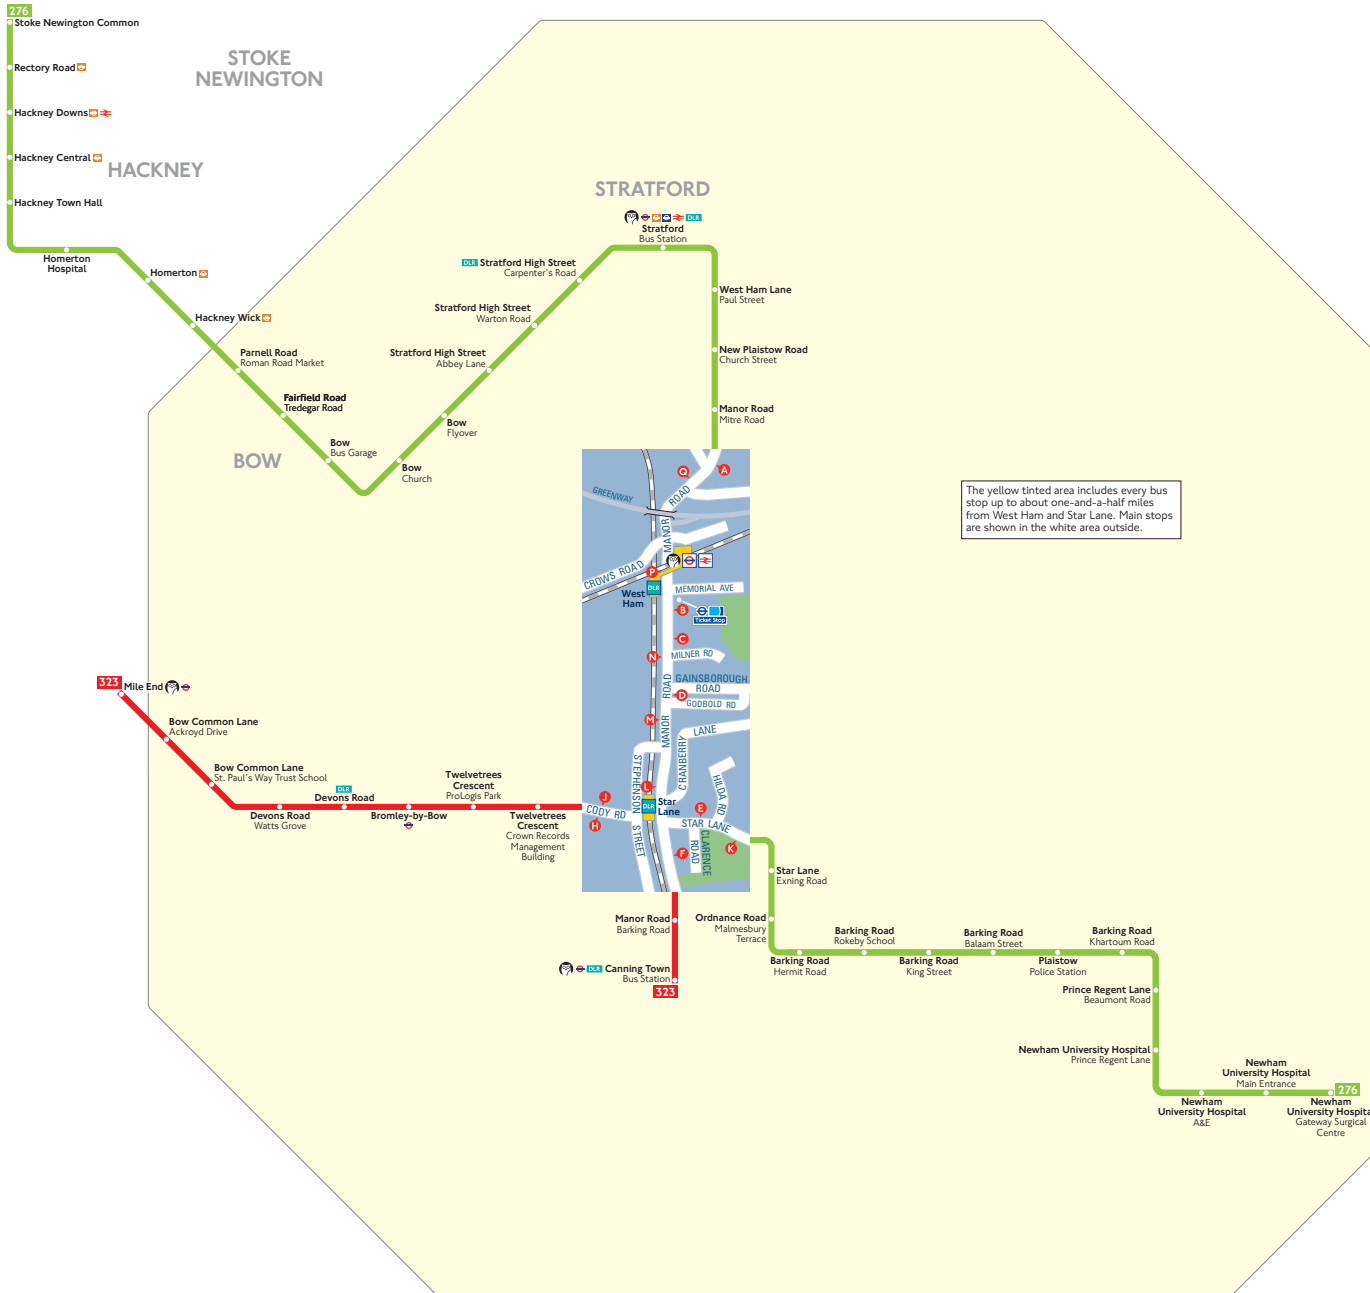 276
Stoke Newington Common
Rectory Road
Hackney Downs
Hackney Central
Hackney Town Hall
Homerton
Hospital
Homerton
Hackney Wick
Parnell Road
Roman Road Market
Fairfield Road
Tredegar Road
Bow
Bus Garage
Bow
Church
Bow
Flyover
Stratford High Street
Abbey Lane
Stratford High Street
Warton Road
DLR Stratford High Street
Carpenter's Road
DLR
Stratford
Bus Station
West Ham Lane
Paul Street
New Plaistow Road
Church Street
Manor Road
Mitre Road
STOKE
NEWINGTON
HACKNEY
STRATFORD
BOW
The yellow tinted area includes every bus
stop up to about one-and-a-half miles
from West Ham and Star Lane. Main stops
are shown in the white area outside.
Q
A
GREENWAY
MANOR ROAD
CROWS ROAD
P
DLR
West
Ham
MEMORIAL AVE
B
Ticket Stop
C
N
MILNER RD
GAINSBOROUGH
ROAD
D
GODBOLD RD
MANOR ROAD
M
CRANBERRY LANE
STEPHENSON STREET
HILDA RD
L
J
DLR
Star
Lane
E
CODY RD
H
STAR LANE
K
F
CLARENCE
ROAD
323
Mile End
Bow Common Lane
Ackroyd Drive
Bow Common Lane
St. Paul's Way Trust School
Devons Road
Watts Grove
DLR
Devons Road
Bromley-by-Bow
Twelvetrees
Crescent
ProLogis Park
Twelvetrees
Crescent
Crown Records
Management
Building
Manor Road
Barking Road
DLR Canning Town
Bus Station
323
Star Lane
Exning Road
Ordnance Road
Malmesbury
Terrace
Barking Road
Hermit Road
Barking Road
Rokeby School
Barking Road
King Street
Barking Road
Balaam Street
Plaistow
Police Station
Barking Road
Khartoum Road
Prince Regent Lane
Beaumont Road
Newham University Hospital
Prince Regent Lane
Newham
University Hospital
A&E
Newham
University Hospital
Main Entrance
276
Newham
University Hospita
Gateway Surgical
Centre